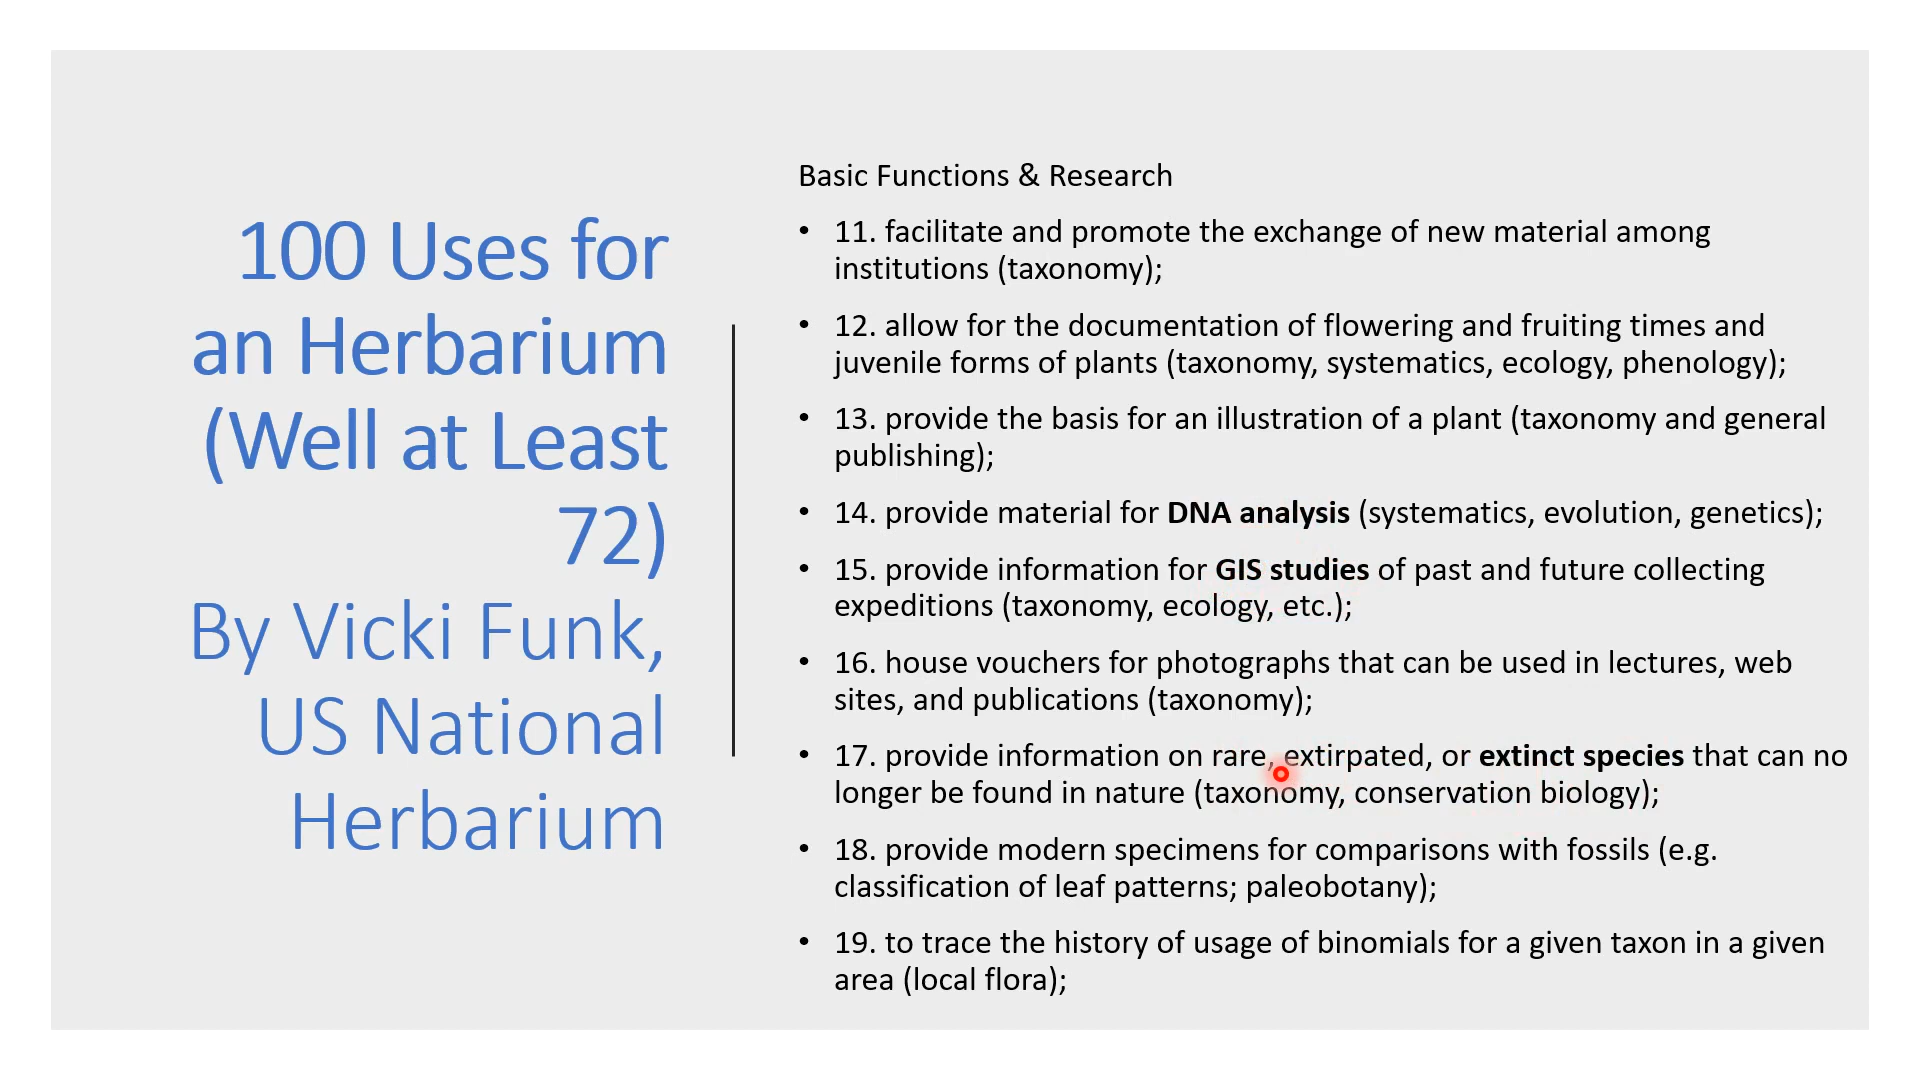 100 Uses for
an Herbarium
(Well at Least
72)
By Vicki Funk,
US National
Herbarium
Basic Functions & Research
• 11. facilitate and promote the exchange of new material among
institutions (taxonomy);
• 12. allow for the documentation of flowering and fruiting times and
juvenile forms of plants (taxonomy, systematics, ecology, phenology);
• 13. provide the basis for an illustration of a plant (taxonomy and general
publishing);
• 14. provide material for DNA analysis (systematics, evolution, genetics);
• 15. provide information for GIS studies of past and future collecting
expeditions (taxonomy, ecology, etc.);
• 16. house vouchers for photographs that can be used in lectures, web
sites, and publications (taxonomy);
• 17. provide information on rare, extirpated, or extinct species that can no
longer be found in nature (taxonomy, conservation biology);
• 18. provide modern specimens for comparisons with fossils (e.g.
classification of leaf patterns; paleobotany);
• 19. to trace the history of usage of binomials for a given taxon in a given
area (local flora);